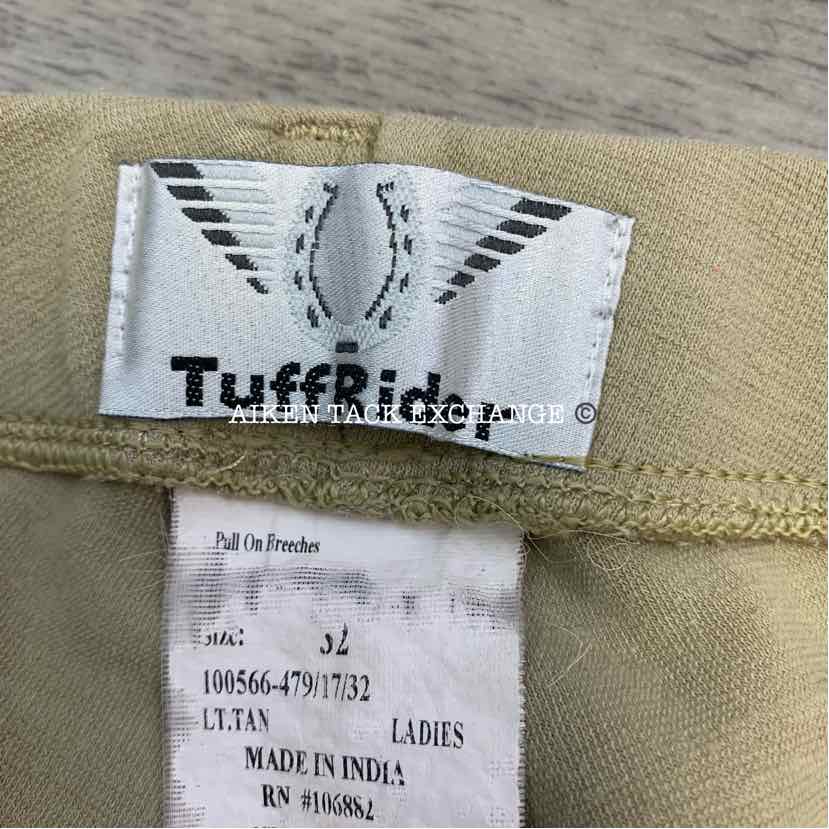 TuffRider
AIKEN TACK EXCHANGE ©
Pull On Breeches
SIZE: 32
100566-479/17/32
LT.TAN LADIES
MADE IN INDIA
RN #106882